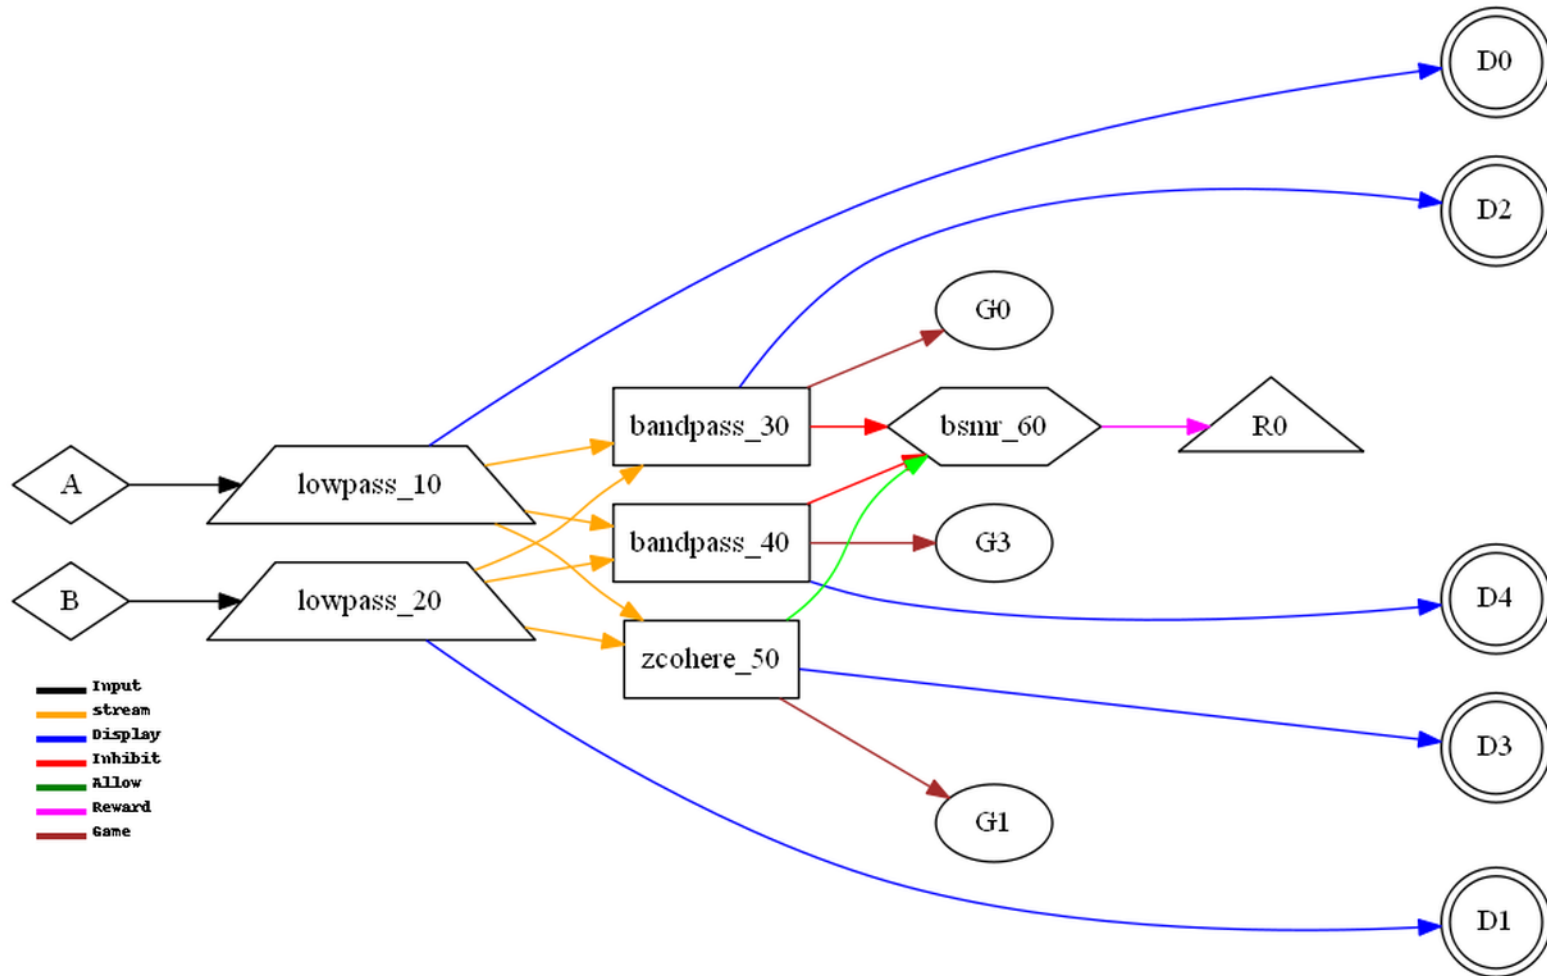 D0
D2
G0
bandpass_30
bsmr_60
R0
A
lowpass_10
bandpass_40
G3
B
lowpass_20
D4
zcohere_50
D3
G1
D1
Input
stream
Display
Inhibit
Allow
Reward
Game